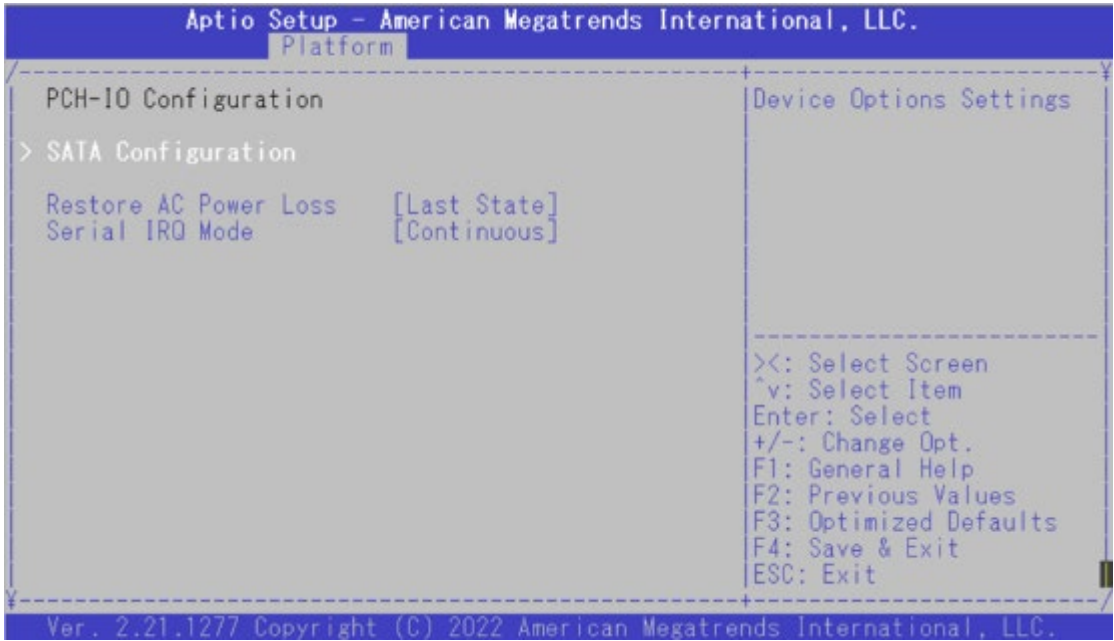 Aptio Setup – American Megatrends International, LLC.
Platform
PCH-IO Configuration
Device Options Settings
> SATA Configuration
Restore AC Power Loss [Last State]
Serial IRQ Mode [Continuous]
><: Select Screen
^v: Select Item
Enter: Select
+/-: Change Opt.
F1: General Help
F2: Previous Values
F3: Optimized Defaults
F4: Save & Exit
ESC: Exit
Ver. 2.21.1277 Copyright (C) 2022 American Megatrends International, LLC.